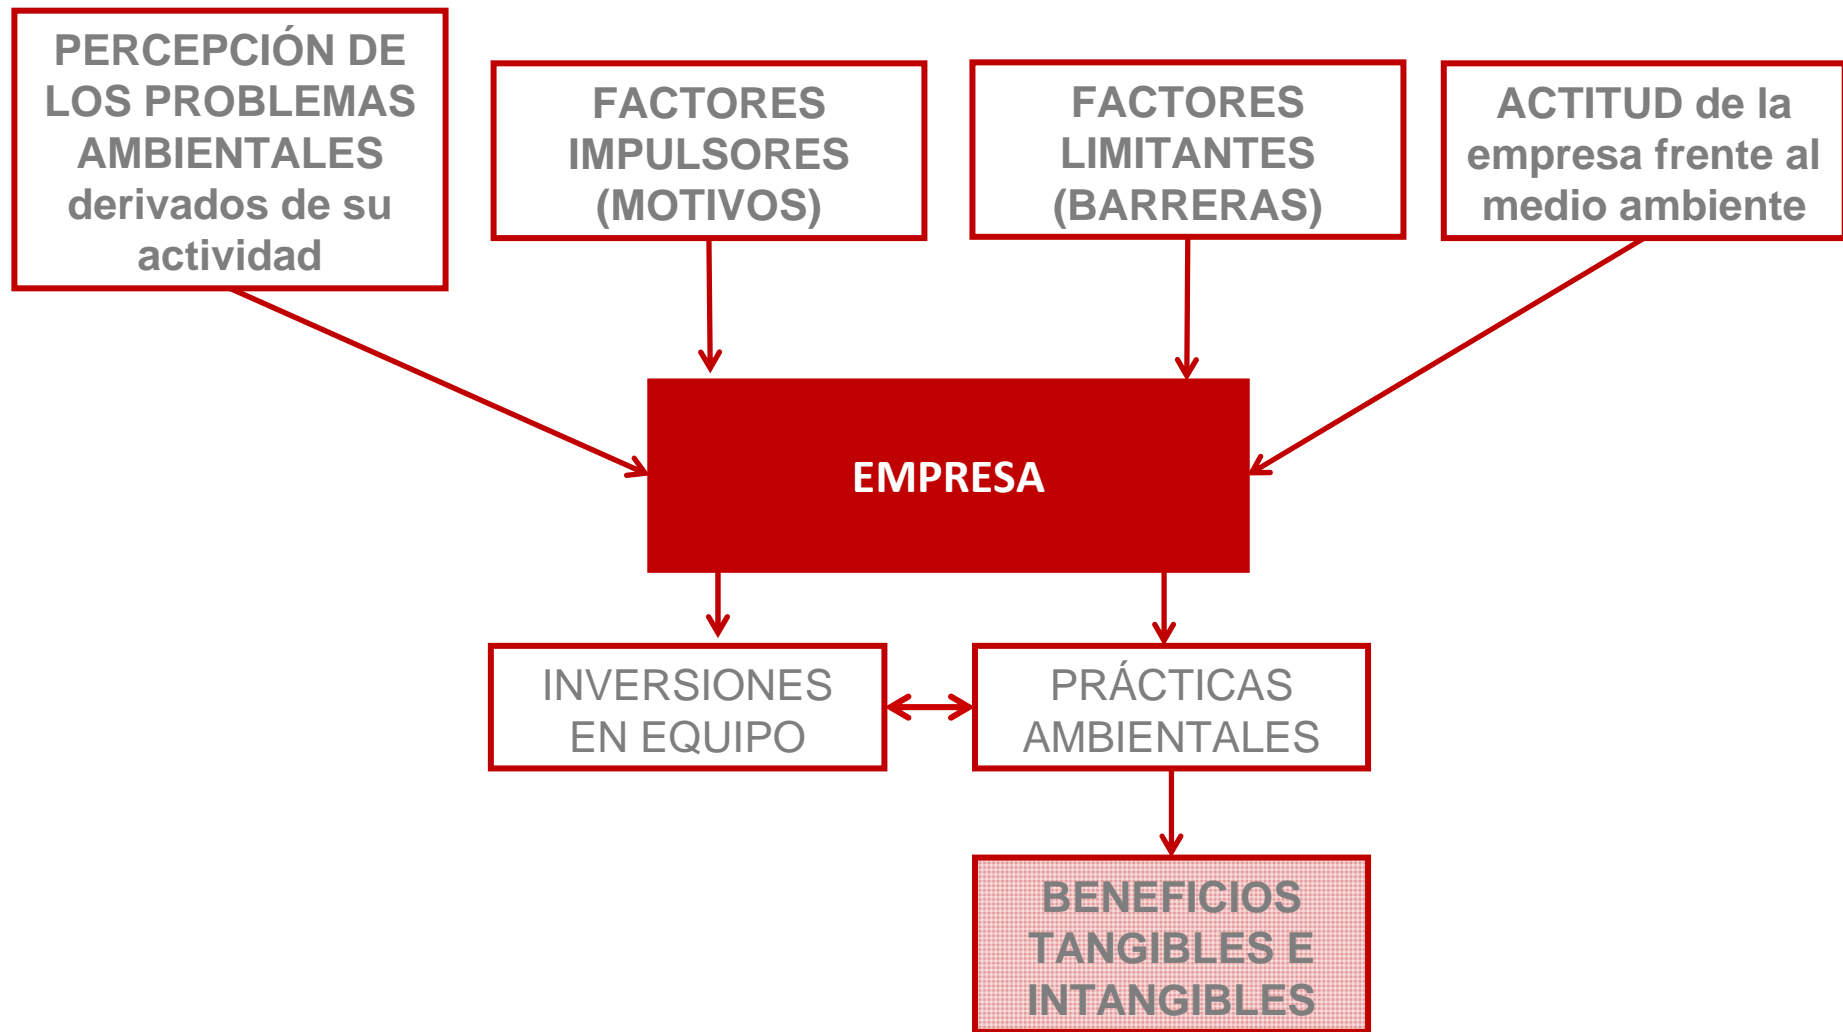 PERCEPCIÓN DE
LOS PROBLEMAS
AMBIENTALES
derivados de su
actividad
FACTORES
IMPULSORES
(MOTIVOS)
FACTORES
LIMITANTES
(BARRERAS)
ACTITUD de la
empresa frente al
medio ambiente
EMPRESA
INVERSIONES
EN EQUIPO
PRÁCTICAS
AMBIENTALES
BENEFICIOS
TANGIBLES E
INTANGIBLES